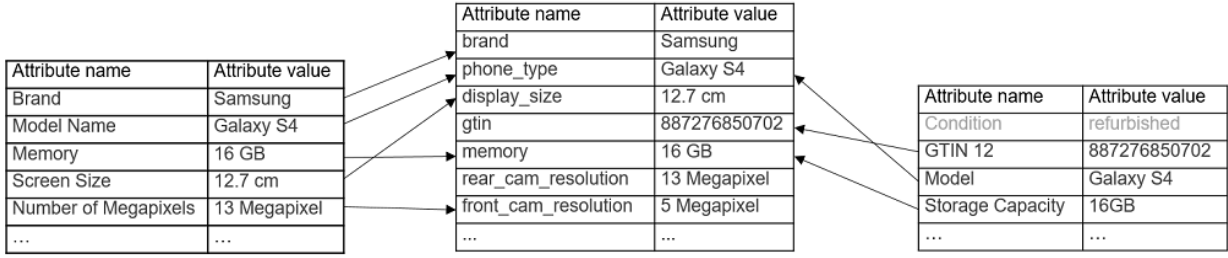 Attribute name Attribute value
Brand Samsung
Model Name Galaxy S4
Memory 16 GB
Screen Size 12.7 cm
Number of Megapixels 13 Megapixel
... ...
Attribute name Attribute value
brand Samsung
phone_type Galaxy S4
display_size 12.7 cm
gtin 887276850702
memory 16 GB
rear_cam_resolution 13 Megapixel
front_cam_resolution 5 Megapixel
... ...
Attribute name Attribute value
Condition refurbished
GTIN 12 887276850702
Model Galaxy S4
Storage Capacity 16GB
... ...